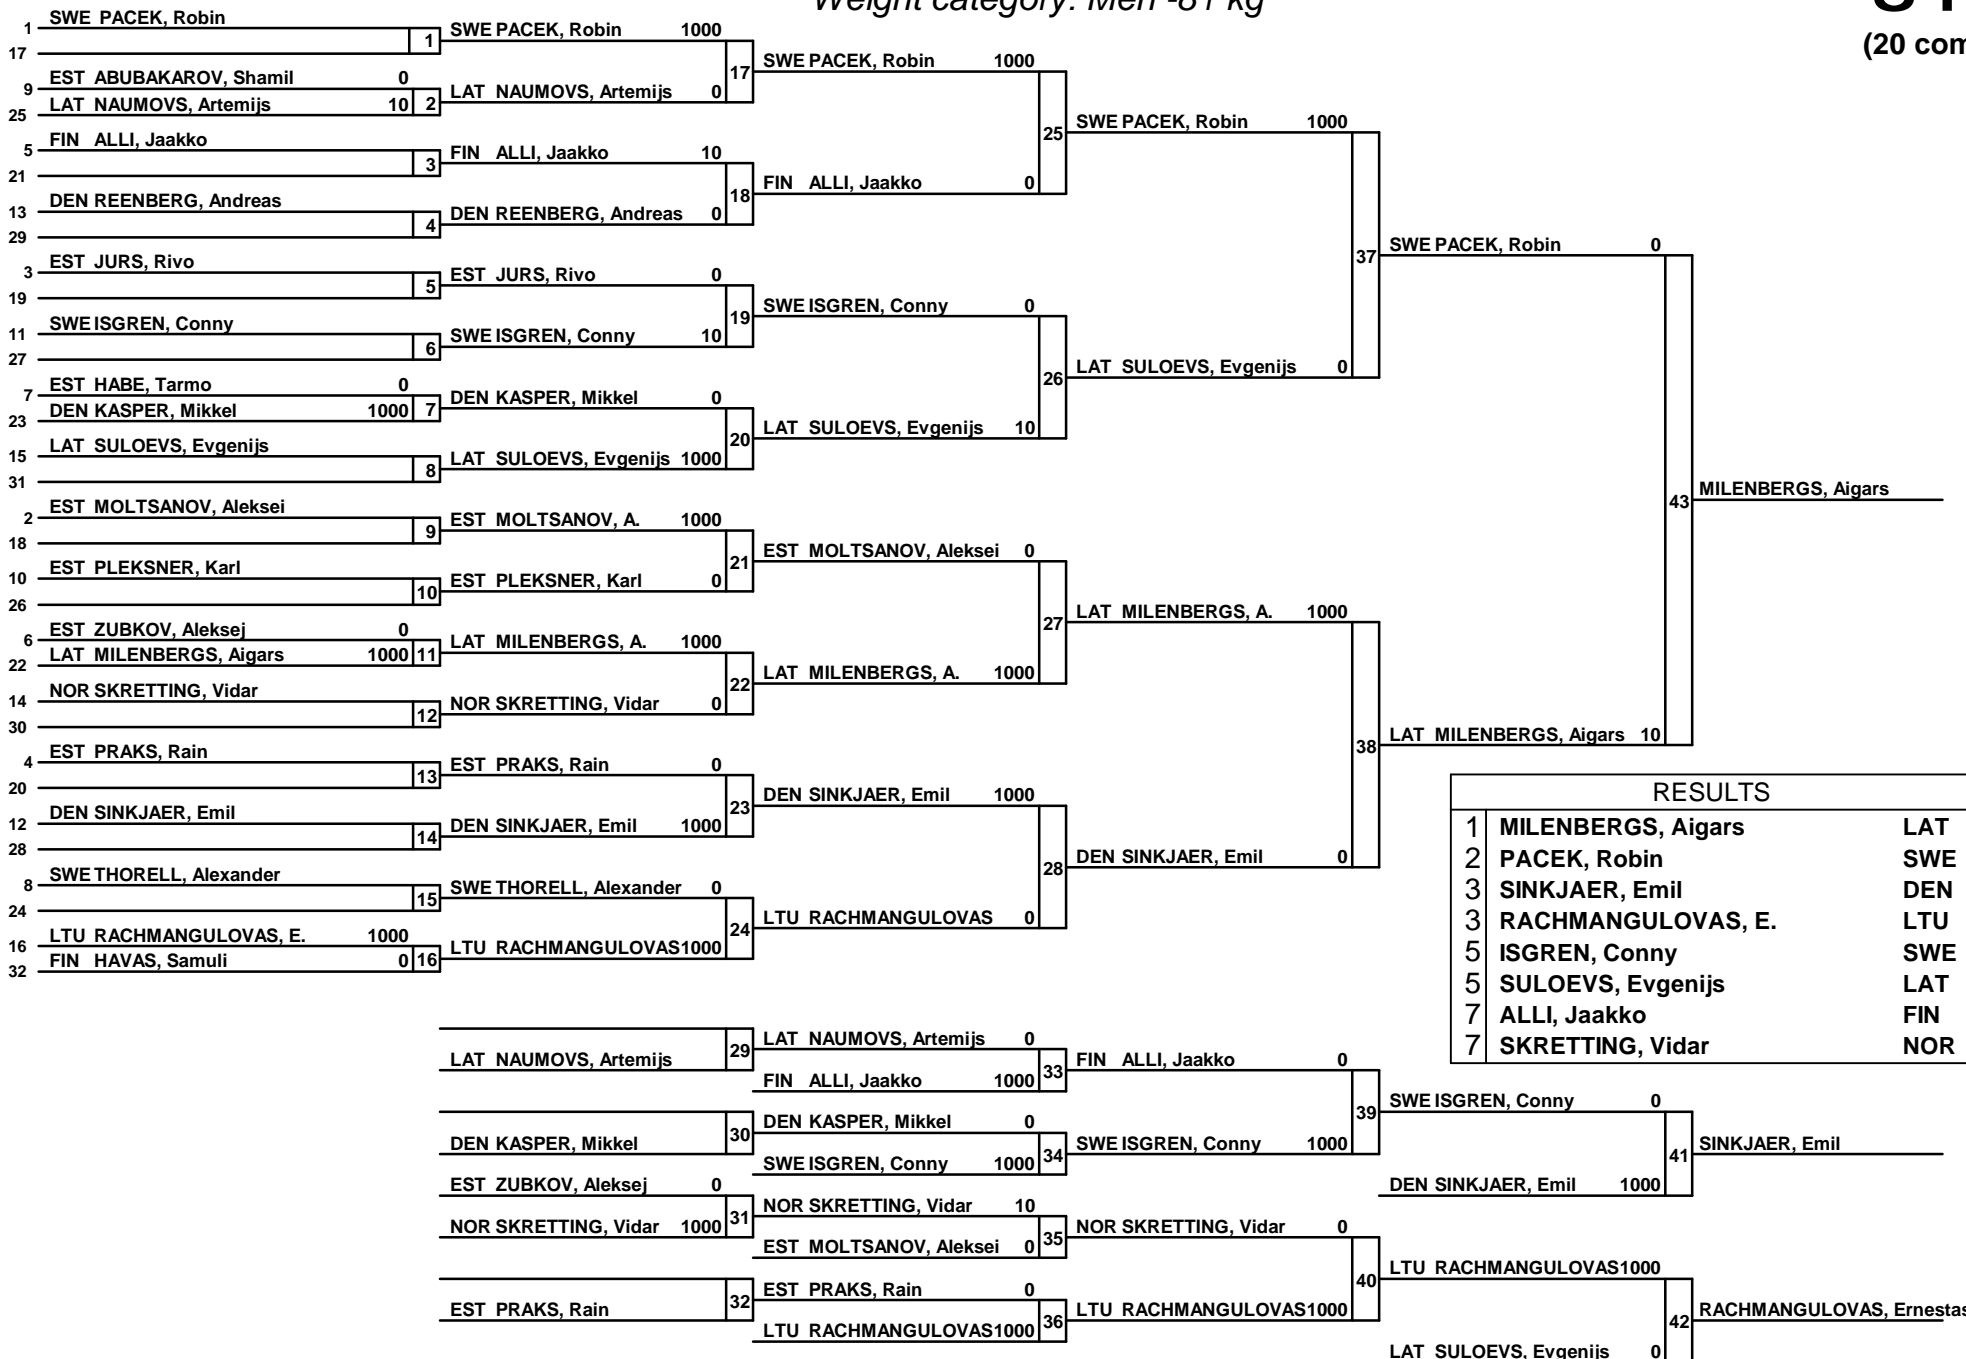 Weight category: Men -81 kg
(20 com
1 SWE PACEK, Robin
17
1
9 EST ABUBAKAROV, Shamil 0
25 LAT NAUMOVS, Artemijs 10
2
5 FIN ALLI, Jaakko
21
3
13 DEN REENBERG, Andreas
29
4
3 EST JURS, Rivo
19
5
11 SWE ISGREN, Conny
27
6
7 EST HABE, Tarmo 0
23 DEN KASPER, Mikkel 1000
7
15 LAT SULOEVS, Evgenijs
31
8
2 EST MOLTSANOV, Aleksei
18
9
10 EST PLEKSNER, Karl
26
10
6 EST ZUBKOV, Aleksej 0
22 LAT MILENBERGS, Aigars 1000
11
14 NOR SKRETTING, Vidar
30
12
4 EST PRAKS, Rain
20
13
12 DEN SINKJAER, Emil
28
14
8 SWE THORELL, Alexander
24
15
16 LTU RACHMANGULOVAS, E. 1000
32 FIN HAVAS, Samuli 0
16
SWE PACEK, Robin 1000
LAT NAUMOVS, Artemijs 0
17
FIN ALLI, Jaakko 10
DEN REENBERG, Andreas 0
18
EST JURS, Rivo 0
SWE ISGREN, Conny 10
19
DEN KASPER, Mikkel 0
LAT SULOEVS, Evgenijs 1000
20
EST MOLTSANOV, A. 1000
EST PLEKSNER, Karl 0
21
LAT MILENBERGS, A. 1000
NOR SKRETTING, Vidar 0
22
EST PRAKS, Rain 0
DEN SINKJAER, Emil 1000
23
SWE THORELL, Alexander 0
LTU RACHMANGULOVAS 1000
24
SWE PACEK, Robin 1000
FIN ALLI, Jaakko 0
25
SWE ISGREN, Conny 0
LAT SULOEVS, Evgenijs 10
26
EST MOLTSANOV, Aleksei 0
LAT MILENBERGS, A. 1000
27
DEN SINKJAER, Emil 1000
LTU RACHMANGULOVAS 0
28
SWE PACEK, Robin 1000
LAT SULOEVS, Evgenijs 0
37
LAT MILENBERGS, A. 1000
DEN SINKJAER, Emil 0
38
SWE PACEK, Robin 0
LAT MILENBERGS, Aigars 10
43
MILENBERGS, Aigars
RESULTS
1 MILENBERGS, Aigars LAT
2 PACEK, Robin SWE
3 SINKJAER, Emil DEN
3 RACHMANGULOVAS, E. LTU
5 ISGREN, Conny SWE
5 SULOEVS, Evgenijs LAT
7 ALLI, Jaakko FIN
7 SKRETTING, Vidar NOR
LAT NAUMOVS, Artemijs
29
DEN KASPER, Mikkel
30
EST ZUBKOV, Aleksej 0
NOR SKRETTING, Vidar 1000
31
EST PRAKS, Rain
32
LAT NAUMOVS, Artemijs 0
FIN ALLI, Jaakko 1000
33
DEN KASPER, Mikkel 0
SWE ISGREN, Conny 1000
34
NOR SKRETTING, Vidar 10
EST MOLTSANOV, Aleksei 0
35
EST PRAKS, Rain 0
LTU RACHMANGULOVAS 1000
36
FIN ALLI, Jaakko 0
SWE ISGREN, Conny 1000
39
NOR SKRETTING, Vidar 0
LTU RACHMANGULOVAS 1000
40
SWE ISGREN, Conny 0
DEN SINKJAER, Emil 1000
41
SINKJAER, Emil
LTU RACHMANGULOVAS 1000
LAT SULOEVS, Evgenijs 0
42
RACHMANGULOVAS, Ernestas